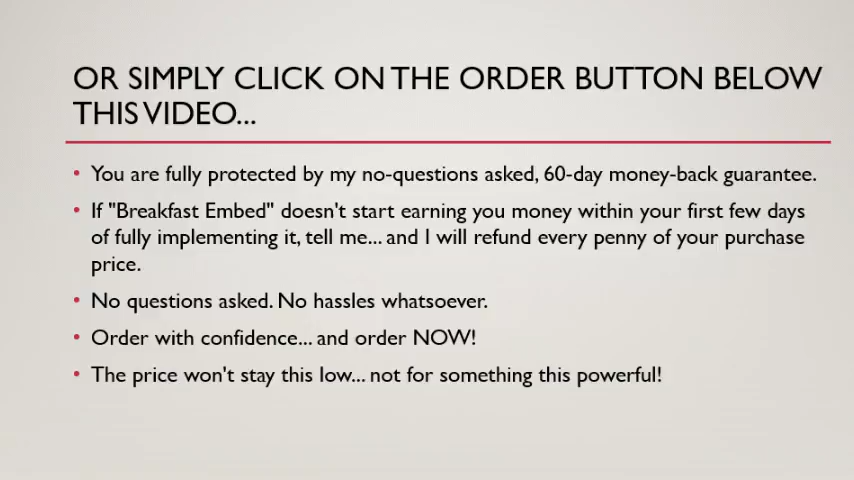 OR SIMPLY CLICK ON THE ORDER BUTTON BELOW
THIS VIDEO...
• You are fully protected by my no-questions asked, 60-day money-back guarantee.
• If "Breakfast Embed" doesn't start earning you money within your first few days
of fully implementing it, tell me... and I will refund every penny of your purchase
price.
• No questions asked. No hassles whatsoever.
• Order with confidence... and order NOW!
• The price won't stay this low... not for something this powerful!